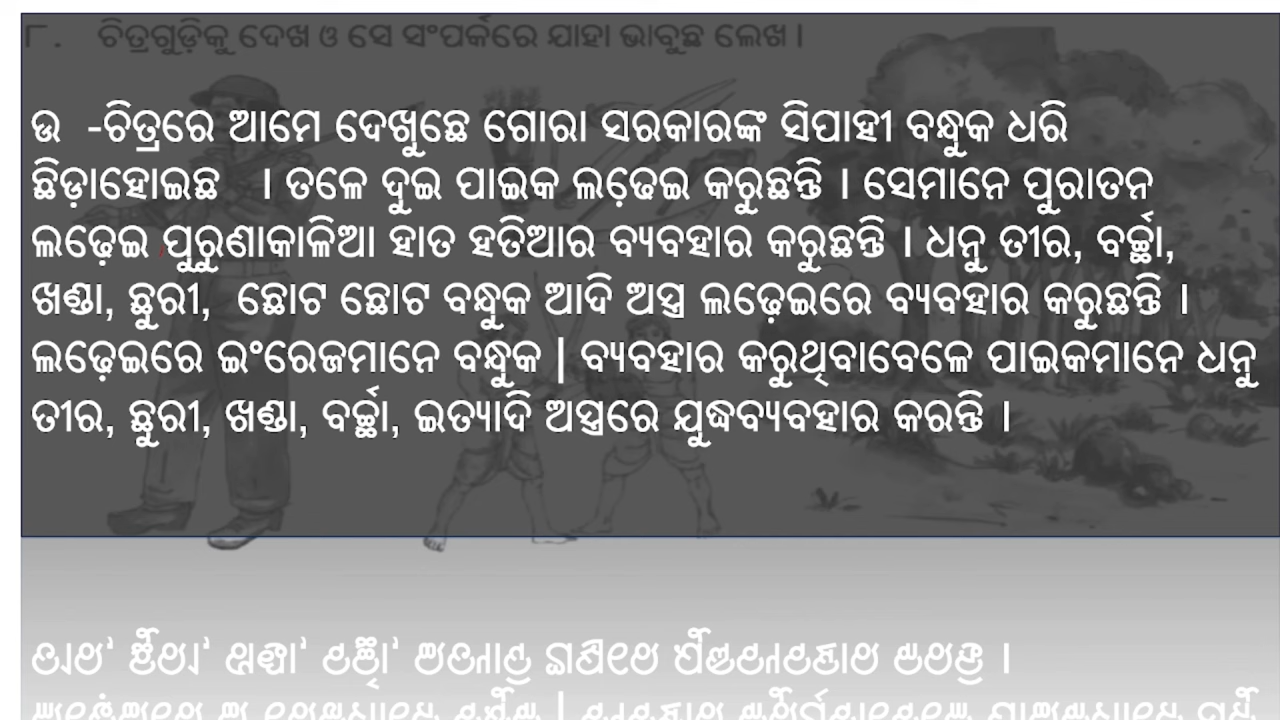 ୮. ଚିତ୍ରଗୁଡ଼ିକୁ ଦେଖ ଓ ସେ ସଂପର୍କରେ ଯାହା ଭାବୁଛ ଲେଖ ।
ଉ -ଚିତ୍ରରେ ଆମେ ଦେଖୁଛେ ଗୋରା ସରକାରଙ୍କ ସିପାହୀ ବନ୍ଧୁକ ଧରି
ଛିଡ଼ାହୋଇଛ । ତଳେ ଦୁଇ ପାଇକ ଲଢ଼େଇ କରୁଛନ୍ତି । ସେମାନେ ପୁରାତନ
ଲଢ଼େଇ ପୁରୁଣାକାଳିଆ ହାତ ହତିଆର ବ୍ୟବହାର କରୁଛନ୍ତି । ଧନୁ ତୀର, ବର୍ଚ୍ଛା,
ଖଣ୍ଡା, ଛୁରୀ, ଛୋଟ ଛୋଟ ବନ୍ଧୁକ ଆଦି ଅସ୍ତ୍ର ଲଢ଼େଇରେ ବ୍ୟବହାର କରୁଛନ୍ତି ।
ଲଢ଼େଇରେ ଇଂରେଜମାନେ ବନ୍ଧୁକ | ବ୍ୟବହାର କରୁଥିବାବେଳେ ପାଇକମାନେ ଧନୁ
ତୀର, ଛୁରୀ, ଖଣ୍ଡା, ବର୍ଚ୍ଛା, ଇତ୍ୟାଦି ଅସ୍ତ୍ରରେ ଯୁଦ୍ଧବ୍ୟବହାର କରନ୍ତି ।